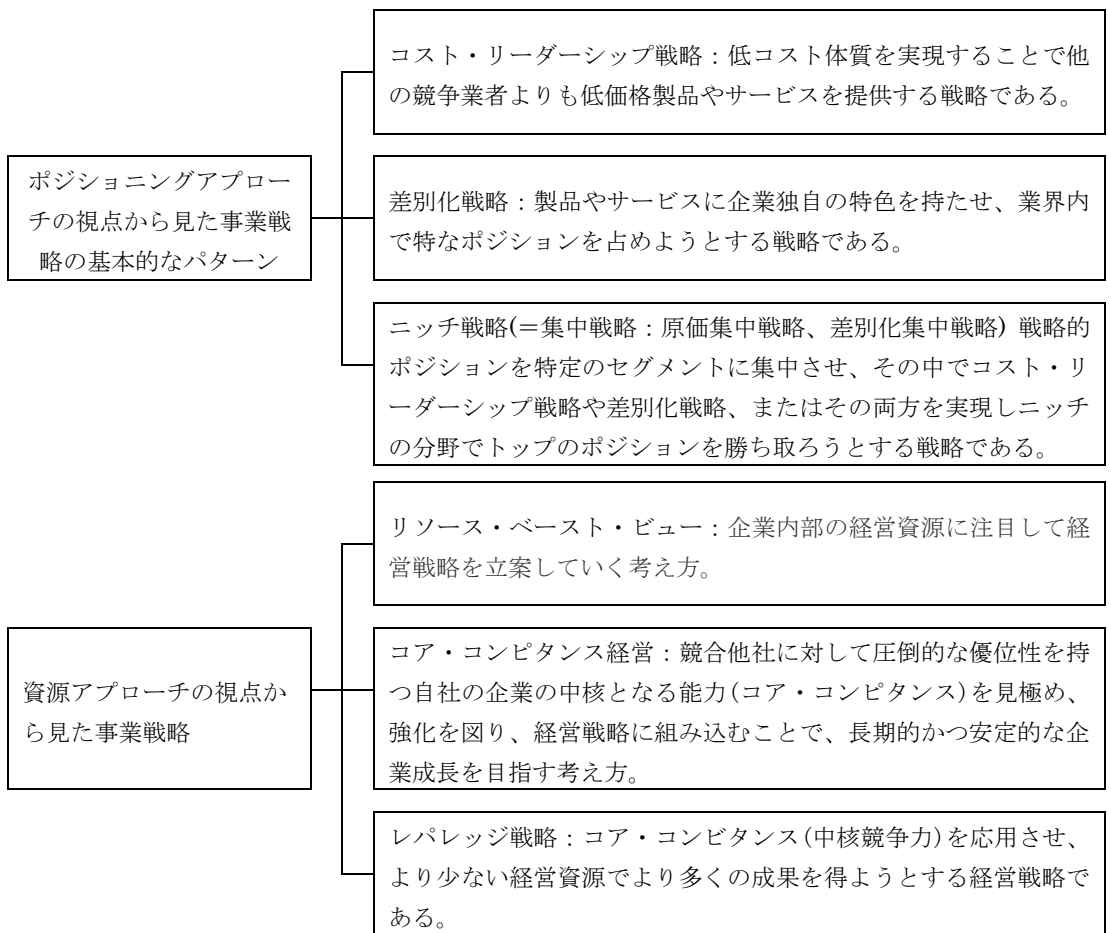 コスト・リーダーシップ戦略：低コスト体質を実現することで他
の競争業者よりも低価格製品やサービスを提供する戦略である。
ポジショニングアプロー
チの視点から見た事業戦
略の基本的なパターン
差別化戦略：製品やサービスに企業独自の特色を持たせ、業界内
で特なポジションを占めようとする戦略である。
ニッチ戦略(＝集中戦略：原価集中戦略、差別化集中戦略) 戦略的
ポジションを特定のセグメントに集中させ、その中でコスト・リ
ーダーシップ戦略や差別化戦略、またはその両方を実現しニッチ
の分野でトップのポジションを勝ち取ろうとする戦略である。
リソース・ベースト・ビュー：企業内部の経営資源に注目して経
営戦略を立案していく考え方。
資源アプローチの視点か
ら見た事業戦略
コア・コンピタンス経営：競合他社に対して圧倒的な優位性を持
つ自社の企業の中核となる能力(コア・コンピタンス)を見極め、
強化を図り、経営戦略に組み込むことで、長期的かつ安定的な企
業成長を目指す考え方。
レパレッジ戦略：コア・コンビタンス(中核競争力)を応用させ、
より少ない経営資源でより多くの成果を得ようとする経営戦略で
ある。